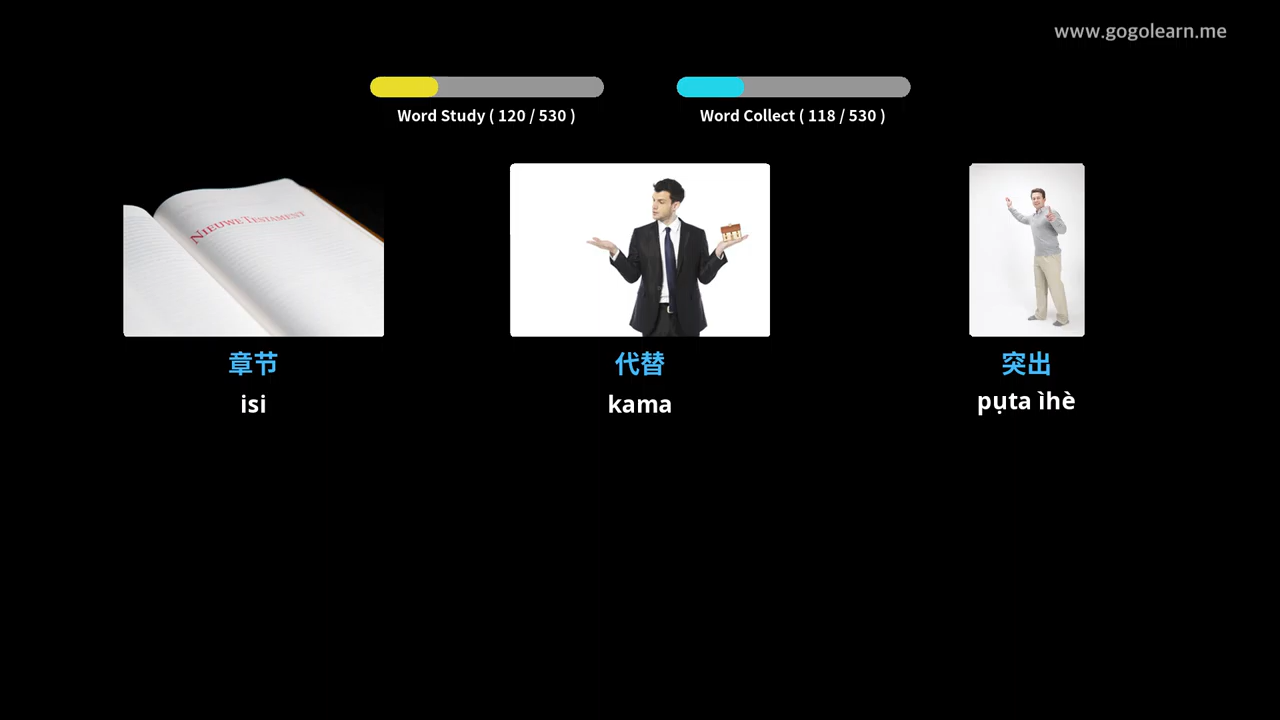 www.gogolearn.me
Word Study ( 120 / 530 )
Word Collect ( 118 / 530 )
NIEUWE TESTAMENT
章节
isi
代替
kama
突出
pụta ìhè